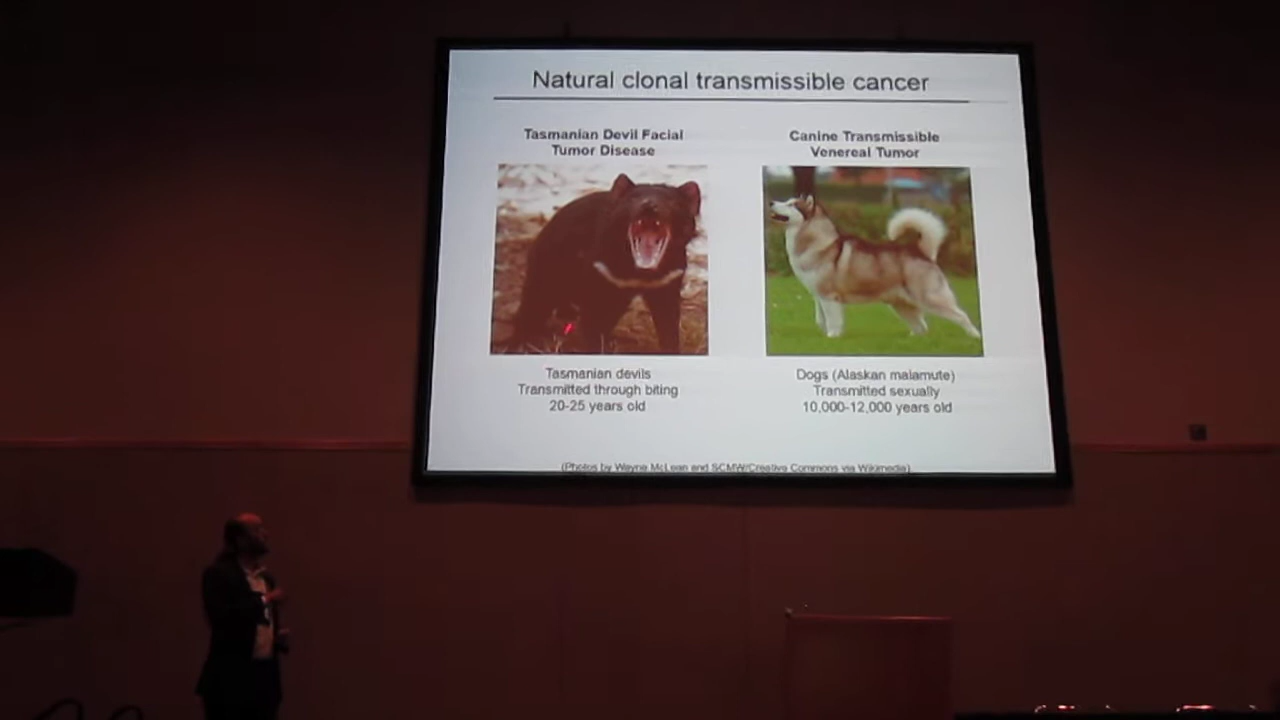 Natural clonal transmissible cancer
Tasmanian Devil Facial
Tumor Disease
Canine Transmissible
Venereal Tumor
Tasmanian devils
Transmitted through biting
20-25 years old
Dogs (Alaskan malamute)
Transmitted sexually
10,000-12,000 years old
(Photos by Wayne McLean and SCMW/Creative Commons via Wikimedia)